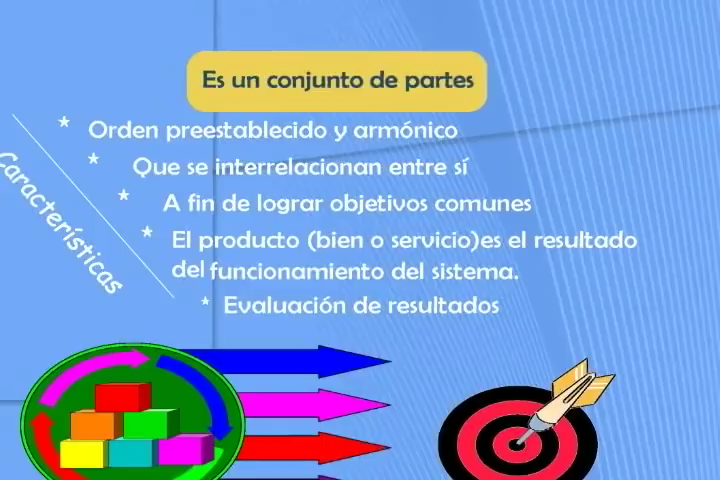 Es un conjunto de partes
* Orden preestablecido y armónico
* Que se interrelacionan entre sí
* A fin de lograr objetivos comunes
* El producto (bien o servicio)es el resultado
del funcionamiento del sistema.
* Evaluación de resultados
Características